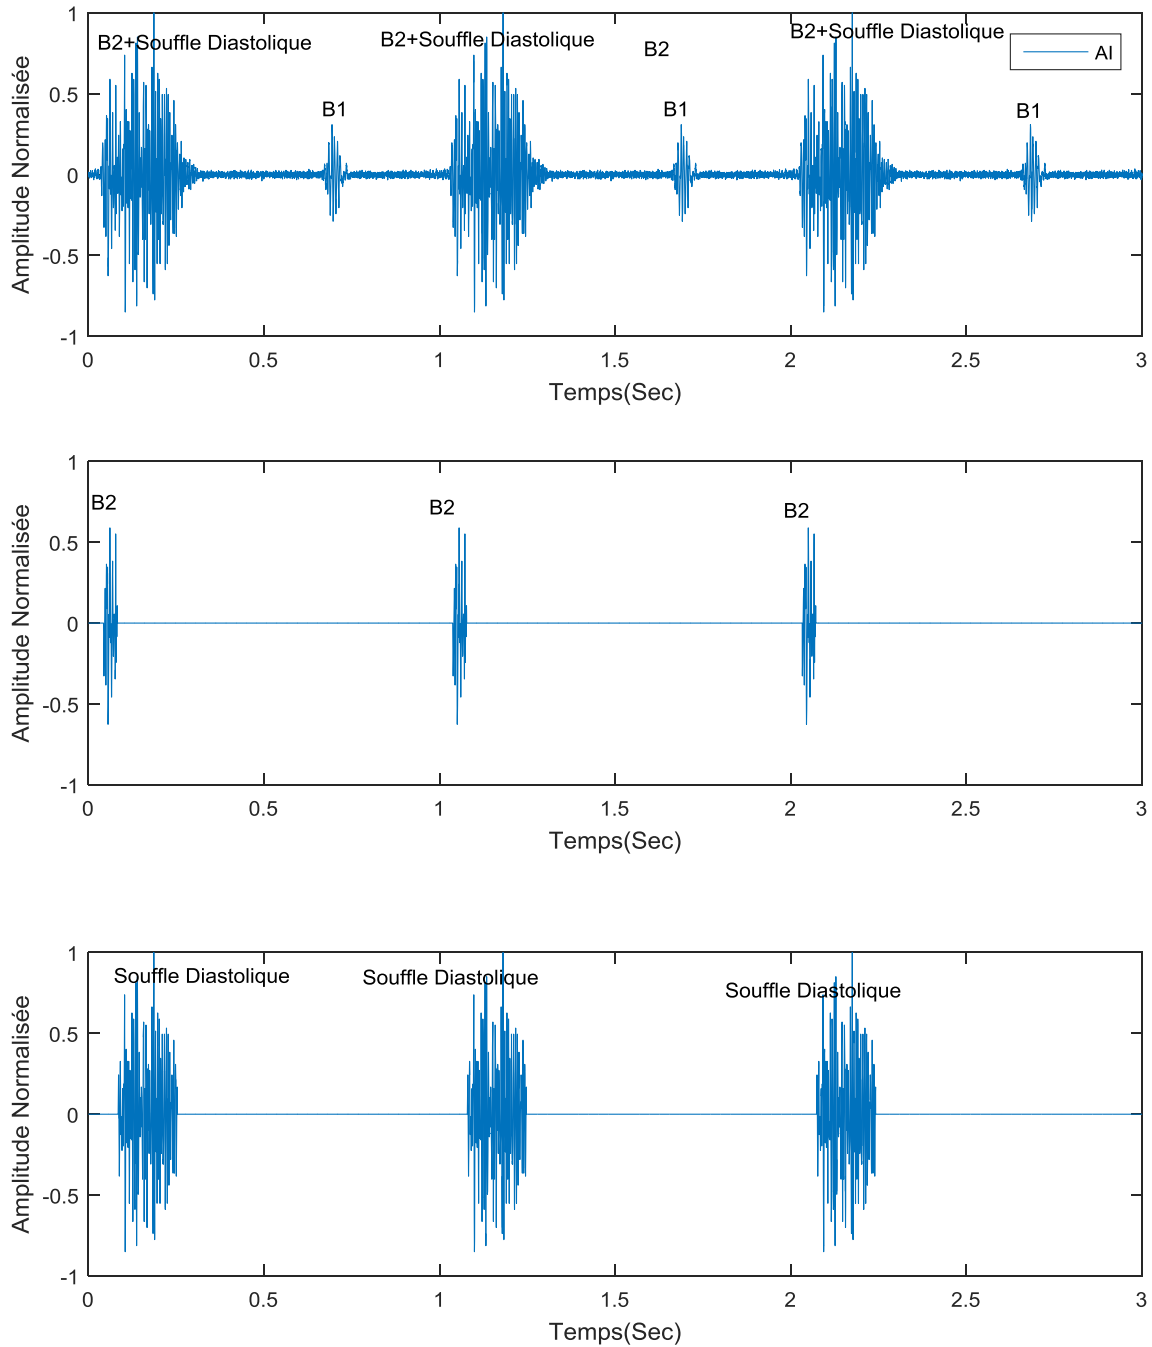 1
B2+Souffle Diastolique
B2+Souffle Diastolique
B2
B2+Souffle Diastolique
AI
0.5
B1
B1
B1
0
-0.5
-1
Amplitude Normalisée
0
0.5
1
1.5
2
2.5
3
Temps(Sec)
1
B2
B2
B2
0.5
0
-0.5
-1
Amplitude Normalisée
0
0.5
1
1.5
2
2.5
3
Temps(Sec)
1
Souffle Diastolique
Souffle Diastolique
Souffle Diastolique
0.5
0
-0.5
-1
Amplitude Normalisée
0
0.5
1
1.5
2
2.5
3
Temps(Sec)